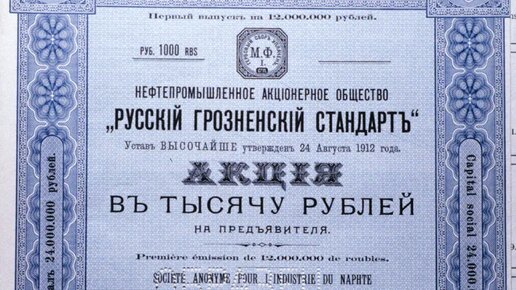 Первый выпускъ на 12.000.000 рублей.
РУБ. 1000 RBS
М.Ф.
I.
НЕФТЕПРОМЫШЛЕННОЕ АКЦІОНЕРНОЕ ОБЩЕСТВО
„РУССКІЙ ГРОЗНЕНСКІЙ СТАНДАРТЪ“
Уставъ ВЫСОЧАЙШЕ утвержденъ 24 Августа 1912 года.
АКЦІЯ
ВЪ ТЫСЯЧУ РУБЛЕЙ
НА ПРЕДЪЯВИТЕЛЯ.
Première émission de 12.000.000 de roubles.
SOCIÉTÉ ANONYME POUR L'INDUSTRIE DU NAPHTE
24.000.000 рублей.
Capital social 24.000.000